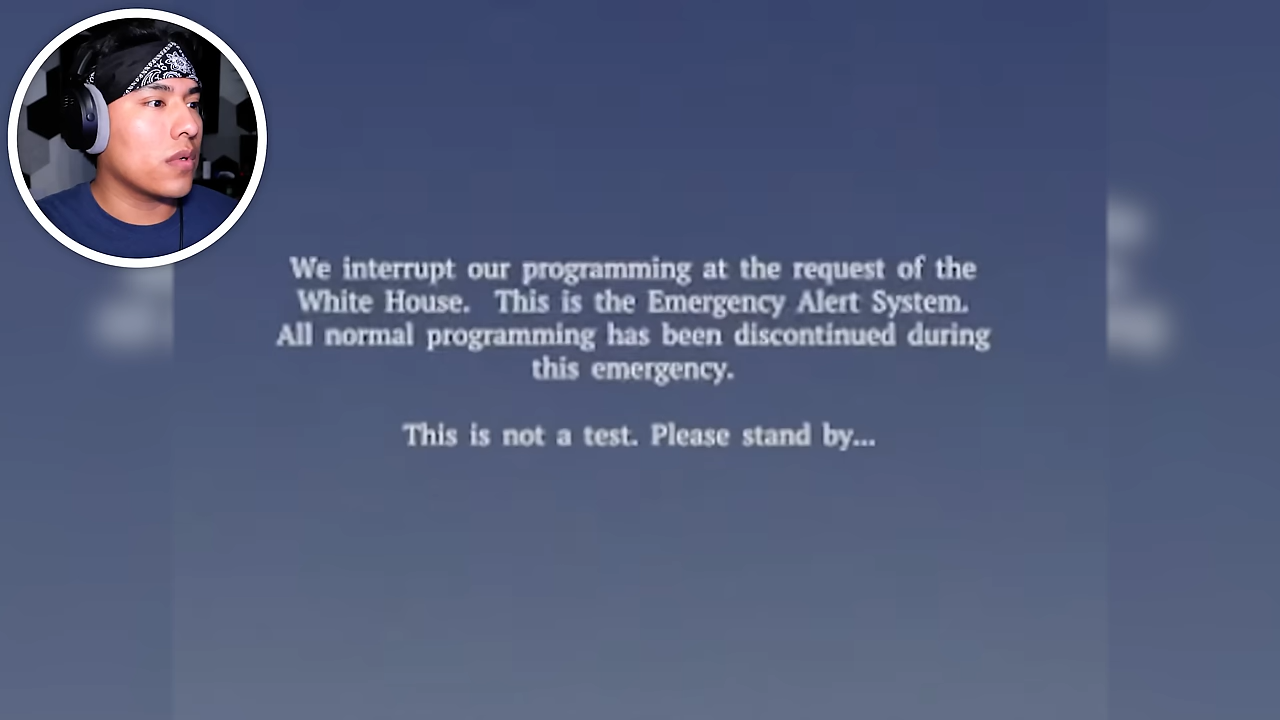 We interrupt our programming at the request of the
White House.  This is the Emergency Alert System.
All normal programming has been discontinued during
this emergency.
This is not a test. Please stand by...